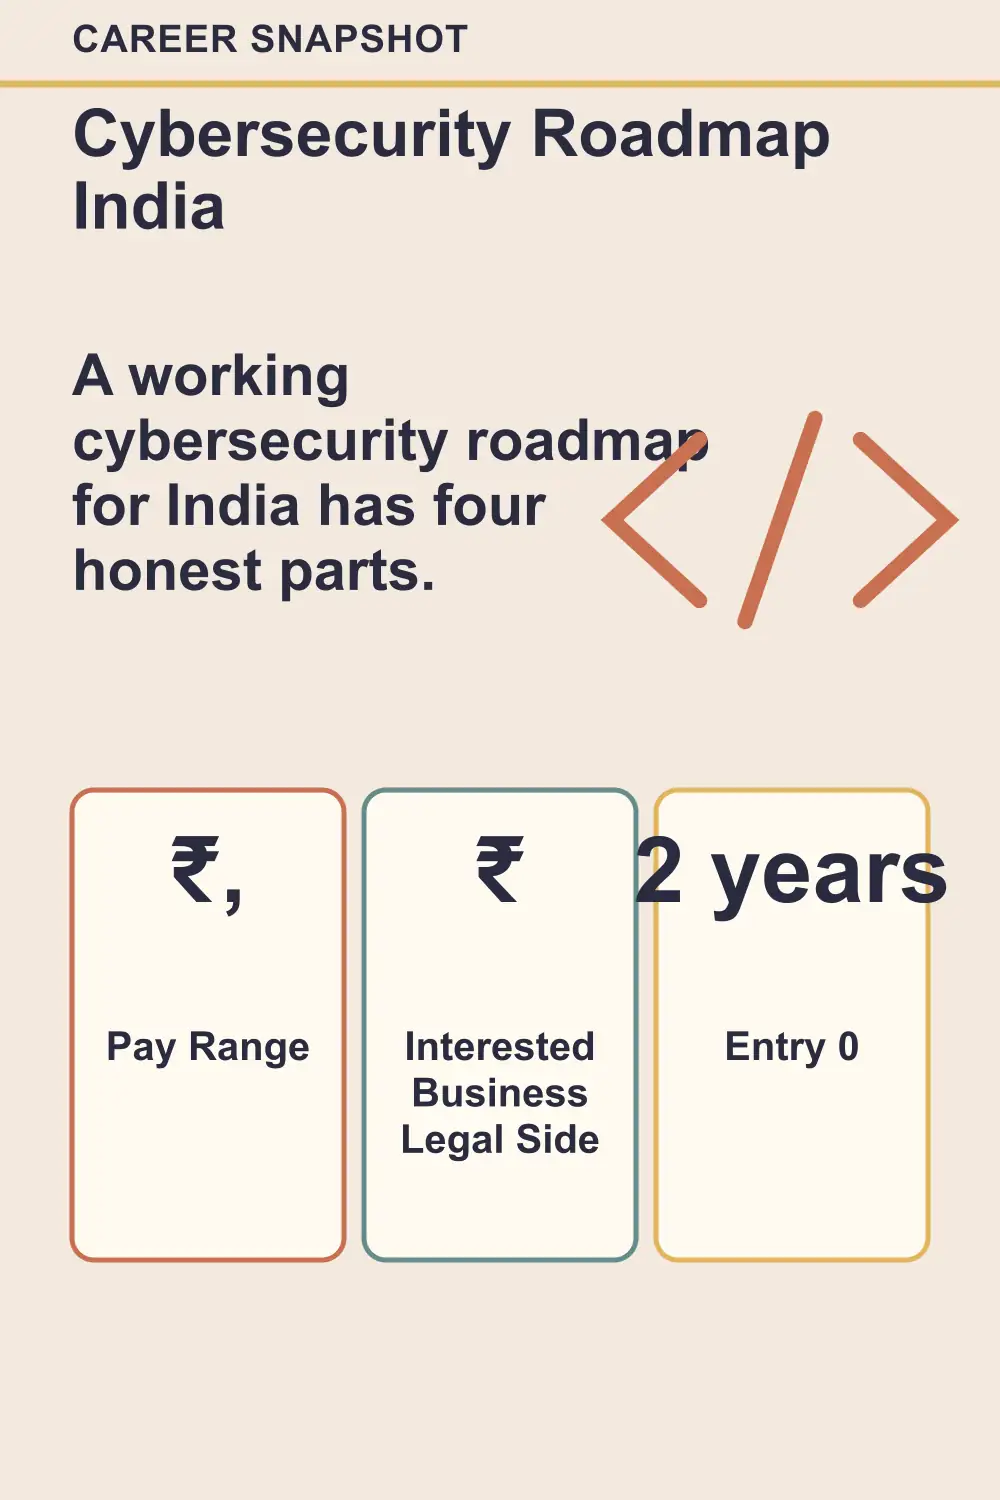 CAREER SNAPSHOT
Cybersecurity Roadmap
India
A working
cybersecurity roadmap
for India has four
honest parts.
₹,
Pay Range
₹
Interested
Business
Legal Side
2 years
Entry 0